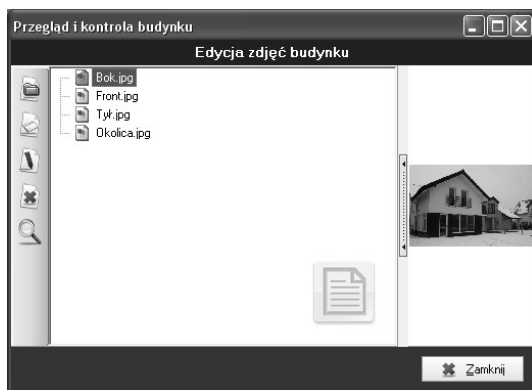 Przegląd i kontrola budynku
Edycja zdjęć budynku
Bok.jpg
Front.jpg
Tył.jpg
Okolica.jpg
Zamknij